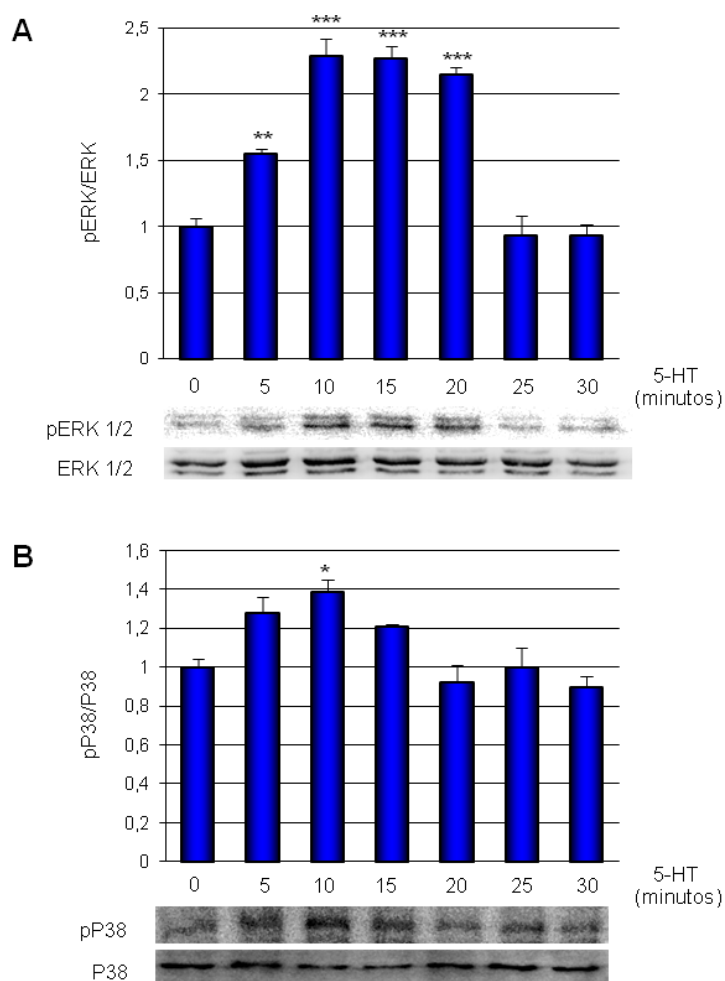 A
pERK/ERK
2,5
2
1,5
1
0,5
0
**
***
***
***
0 5 10 15 20 25 30
5-HT
(minutos)
pERK 1/2
ERK 1/2
B
pP38/P38
1,6
1,4
1,2
1
0,8
0,6
0,4
0,2
0
*
0 5 10 15 20 25 30
5-HT
(minutos)
pP38
P38